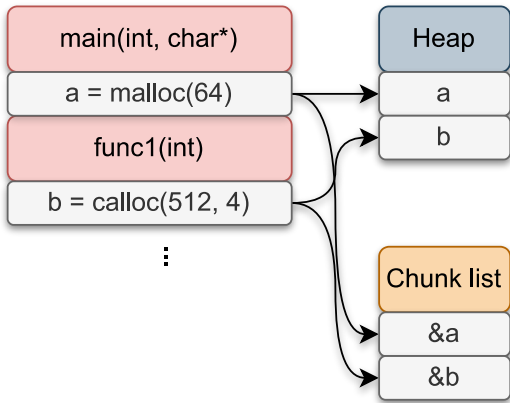 main(int, char*)
a = malloc(64)
func1(int)
b = calloc(512, 4)
...
Heap
a
b
Chunk list
&a
&b